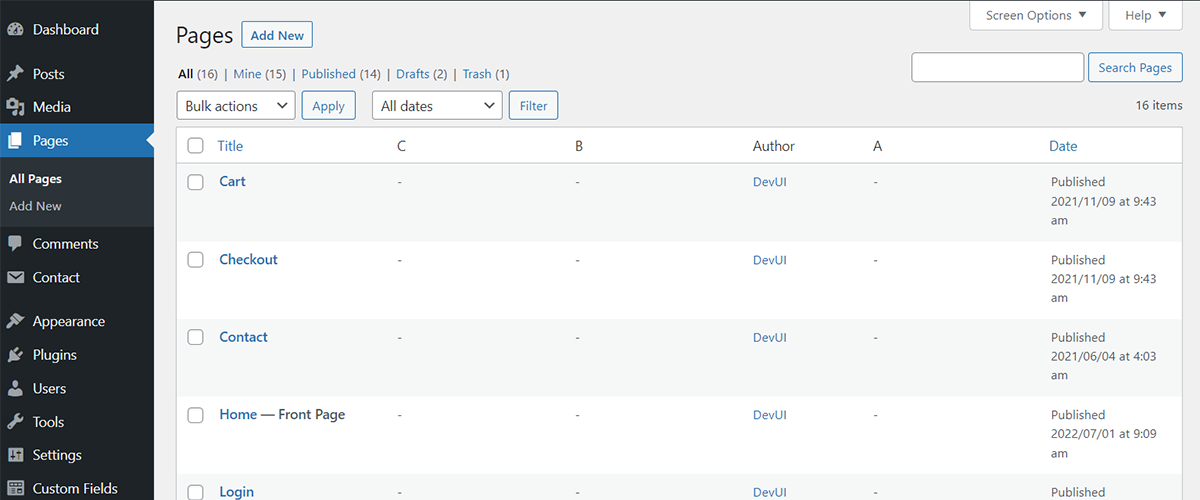 Dashboard
Posts
Media
Pages
All Pages
Add New
Comments
Contact
Appearance
Plugins
Users
Tools
Settings
Custom Fields
Screen Options ▼ Help ▼
Pages Add New
All (16) | Mine (15) | Published (14) | Drafts (2) | Trash (1)
Search Pages
Bulk actions Apply All dates Filter
16 items
Title C B Author A Date
Cart - - DevUI - Published
2021/11/09 at 9:43
am
Checkout - - DevUI - Published
2021/11/09 at 9:43
am
Contact - - DevUI - Published
2021/06/04 at 4:03
am
Home — Front Page - - DevUI - Published
2022/07/01 at 9:09
am
Login - - DevUI - Published